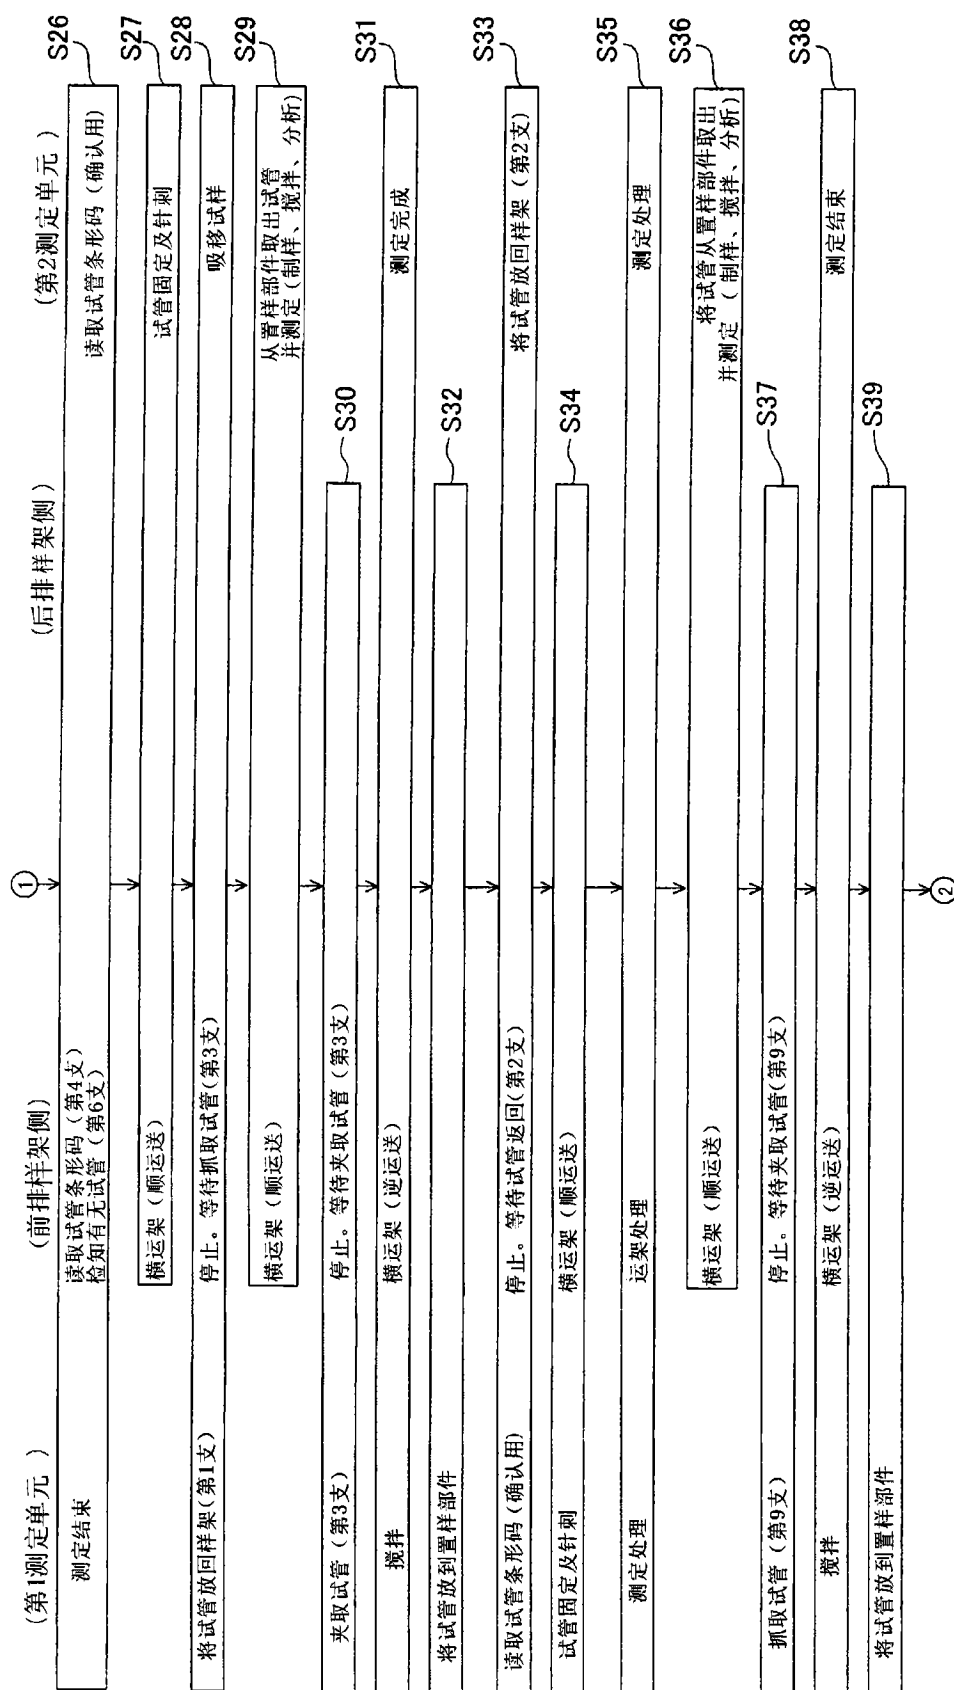 (第1测定单元)
(前排样架侧)
(后排样架侧)
(第2测定单元)
①
测定结束
读取试管条形码(第4支)
检知有无试管(第6支)
读取试管条形码(确认用)
S26
横运架(顺运送)
试管固定及针刺
S27
将试管放回样架(第1支)
停止。等待抓取试管(第3支)
吸移试样
S28
横运架(顺运送)
从置样部件取出试管
并测定(制样、搅拌、分析)
S29
夹取试管(第3支)
停止。等待夹取试管(第3支)
S30
搅拌
横运架(逆运送)
测定完成
S31
将试管放到置样部件
S32
读取试管条形码(确认用)
停止。等待试管返回(第2支)
将试管放回样架(第2支)
S33
试管固定及针刺
横运架(顺运送)
S34
测定处理
运架处理
测定处理
S35
横运架(顺运送)
将试管从置样部件取出
并测定(制样、搅拌、分析)
S36
抓取试管(第9支)
停止。等待夹取试管(第9支)
S37
搅拌
横运架(逆运送)
测定结束
S38
将试管放到置样部件
S39
②